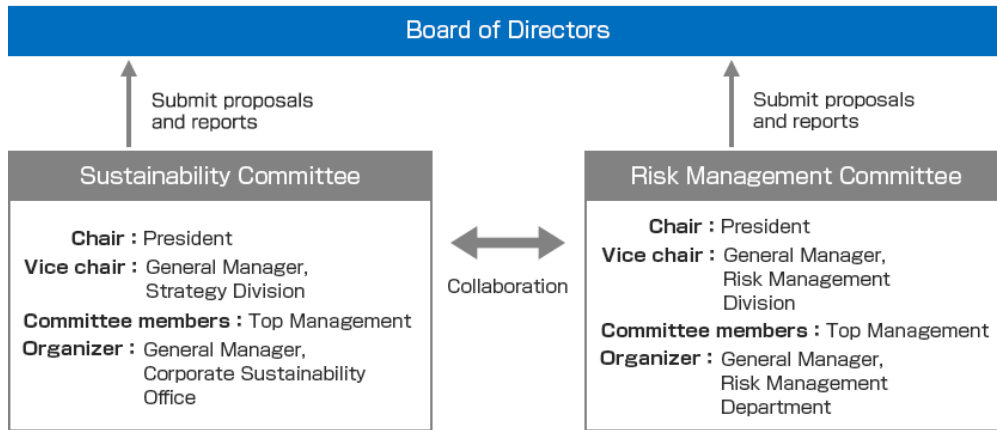 Board of Directors
Submit proposals
and reports
Submit proposals
and reports
Sustainability Committee
Chair : President
Vice chair : General Manager,
Strategy Division
Committee members : Top Management
Organizer : General Manager,
Corporate Sustainability
Office
Collaboration
Risk Management Committee
Chair : President
Vice chair : General Manager,
Risk Management
Division
Committee members : Top Management
Organizer : General Manager,
Risk Management
Department